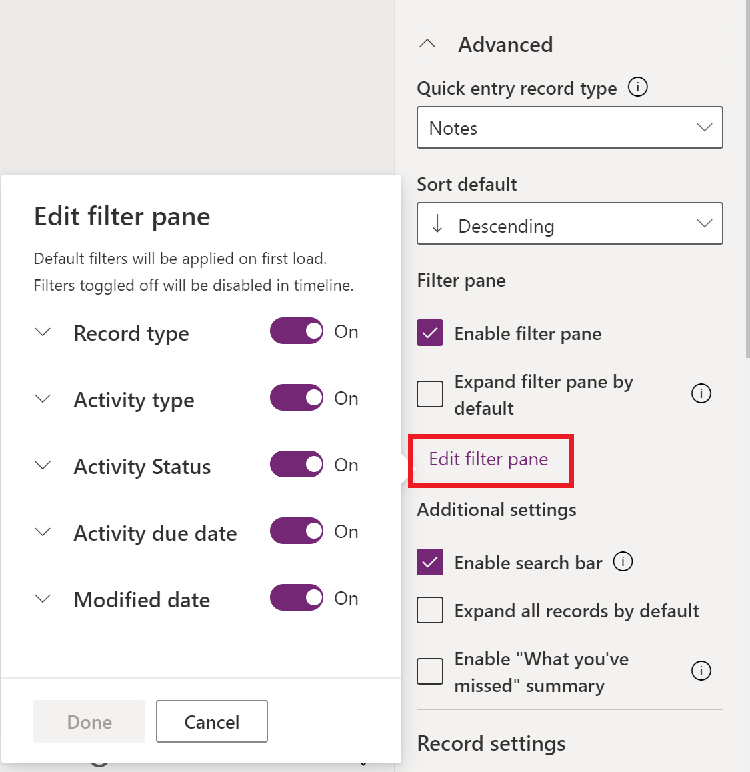 Advanced
Quick entry record type
Notes
Sort default
Descending
Filter pane
Enable filter pane
Expand filter pane by
default
Edit filter pane
Additional settings
Enable search bar
Expand all records by default
Enable "What you've
missed" summary
Record settings
Edit filter pane
Default filters will be applied on first load.
Filters toggled off will be disabled in timeline.
Record type On
Activity type On
Activity Status On
Activity due date On
Modified date On
Done Cancel